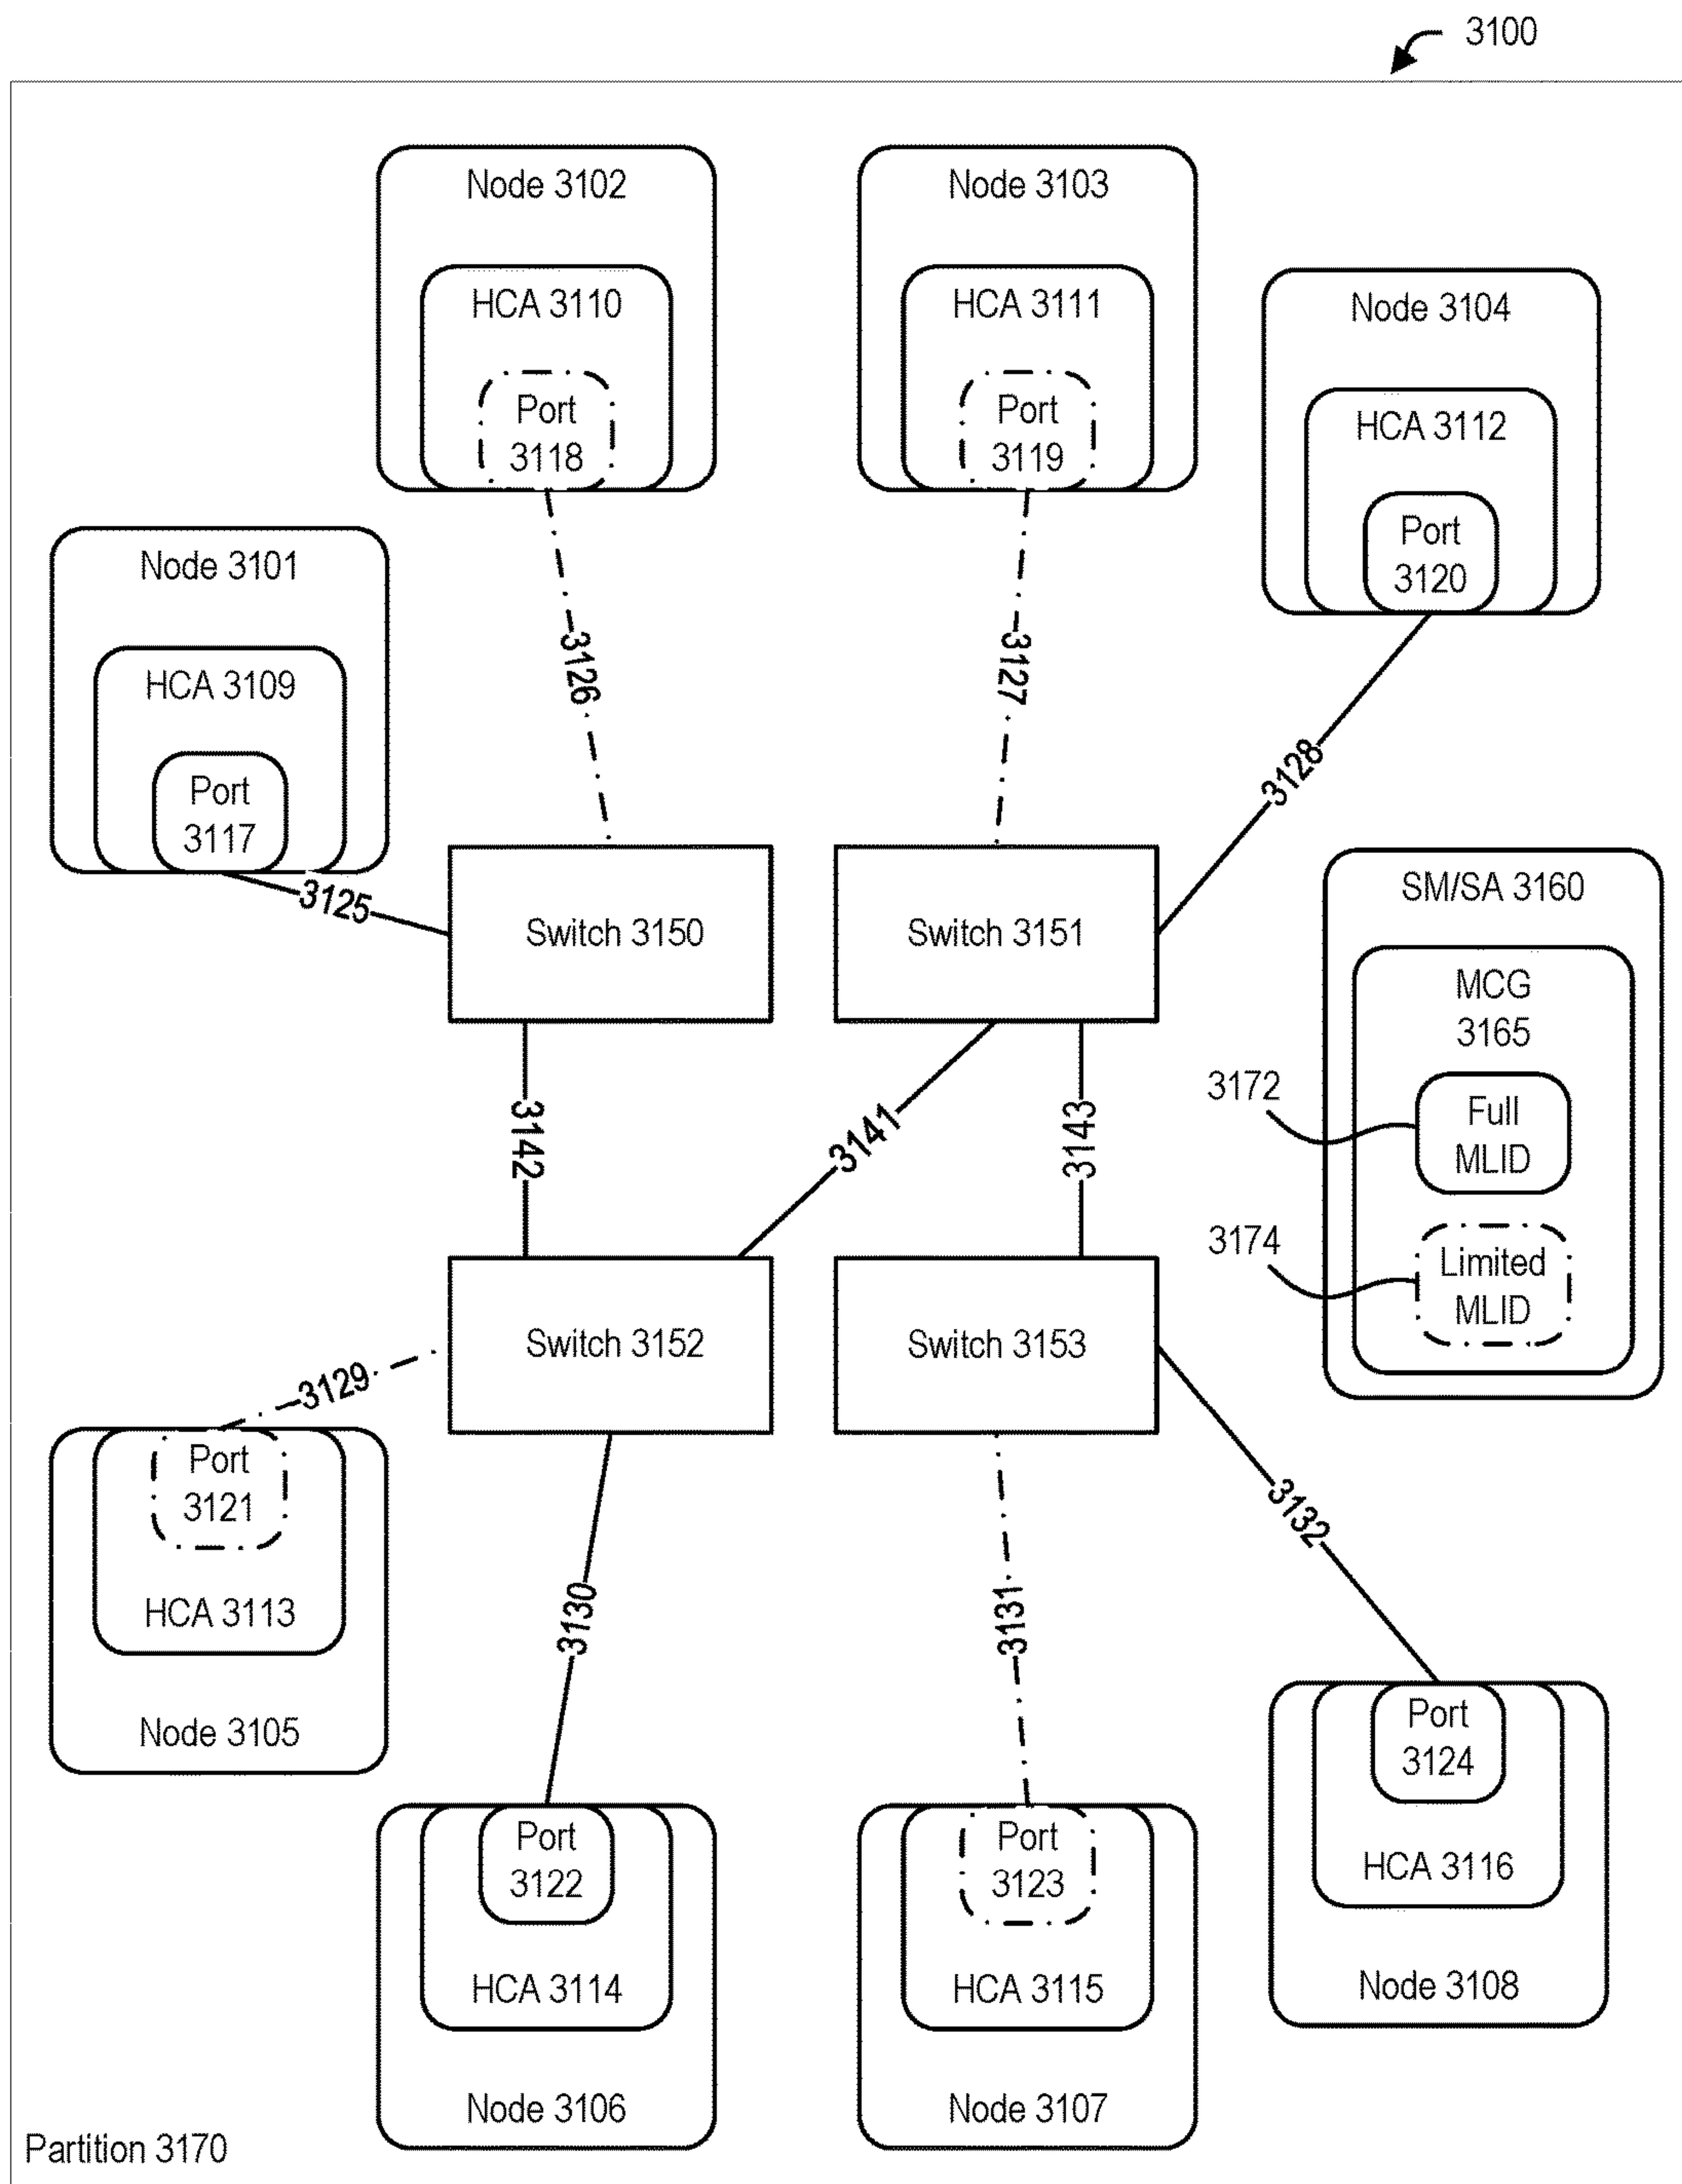 3100
Node 3102
HCA 3110
Port
3118
Node 3103
HCA 3111
Port
3119
Node 3104
HCA 3112
Port
3120
Node 3101
HCA 3109
Port
3117
3126
3127
3128
3125
Switch 3150
Switch 3151
SM/SA 3160
MCG
3165
3172
Full
MLID
3174
Limited
MLID
3142
3141
3143
Switch 3152
Switch 3153
3129
Port
3121
HCA 3113
Node 3105
3130
3131
3132
Port
3122
HCA 3114
Node 3106
Port
3123
HCA 3115
Node 3107
Port
3124
HCA 3116
Node 3108
Partition 3170